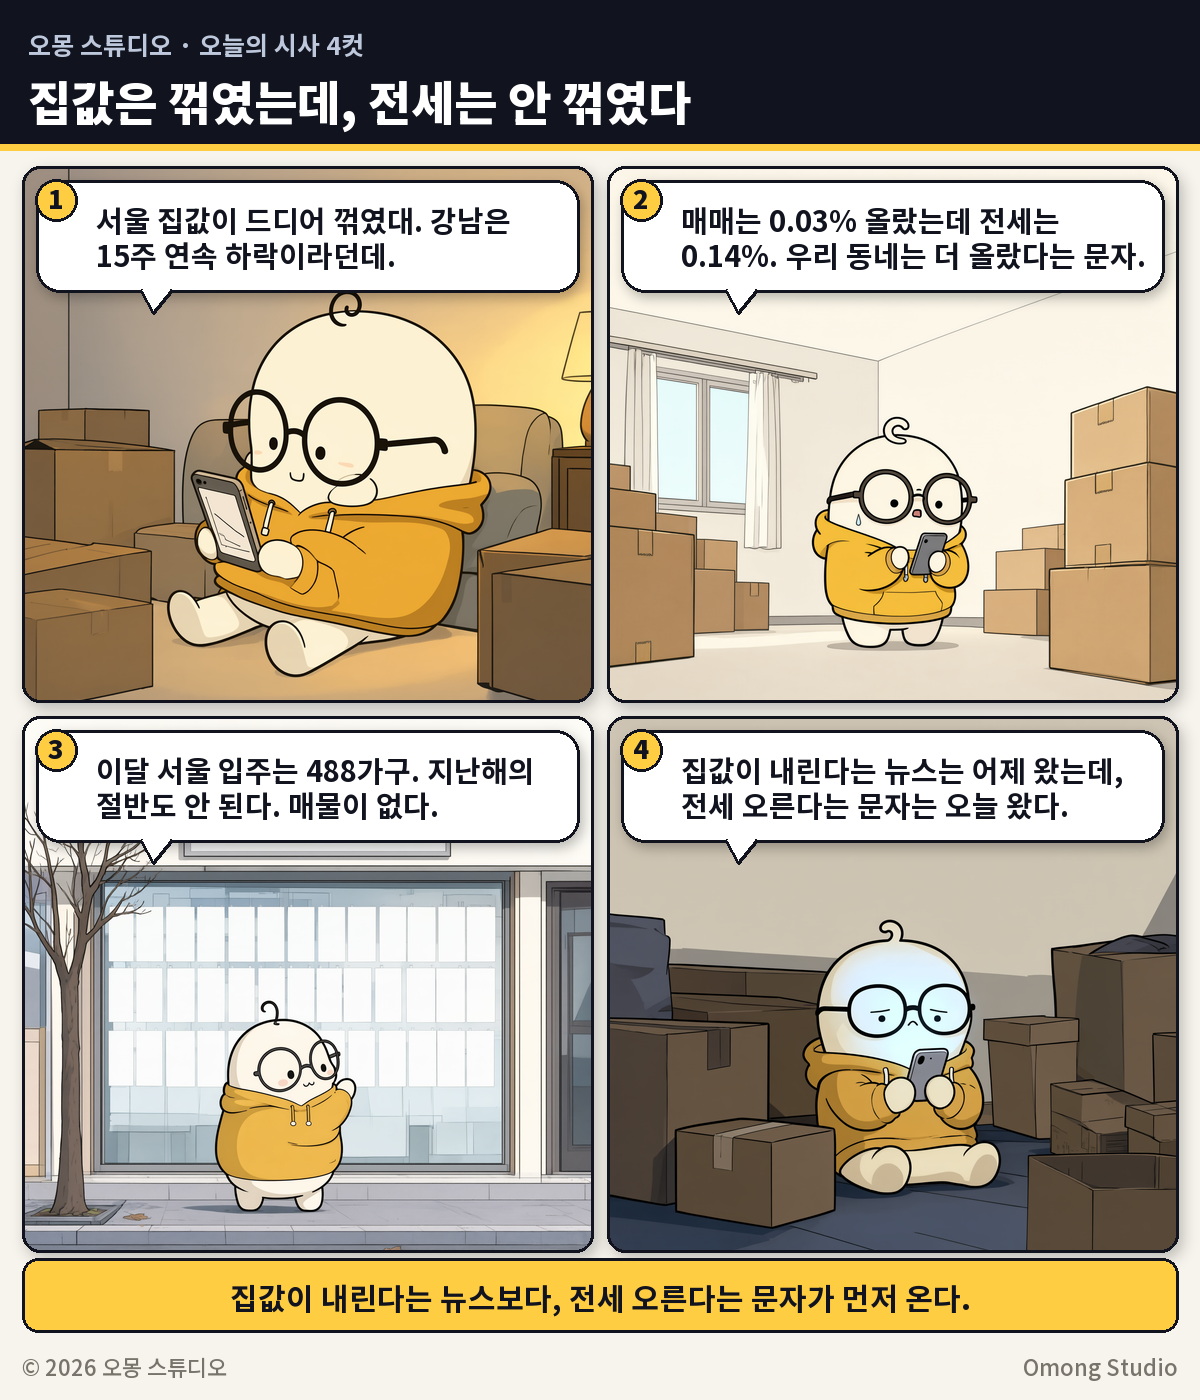 오몽 스튜디오 · 오늘의 시사 4컷
집값은 꺾였는데, 전세는 안 꺾였다
1
서울 집값이 드디어 꺾였대. 강남은
15주 연속 하락이라던데.
2
매매는 0.03% 올랐는데 전세는
0.14%. 우리 동네는 더 올랐다는 문자.
3
이달 서울 입주는 488가구. 지난해의
절반도 안 된다. 매물이 없다.
4
집값이 내린다는 뉴스는 어제 왔는데,
전세 오른다는 문자는 오늘 왔다.
집값이 내린다는 뉴스보다, 전세 오른다는 문자가 먼저 온다.
© 2026 오몽 스튜디오
Omong Studio